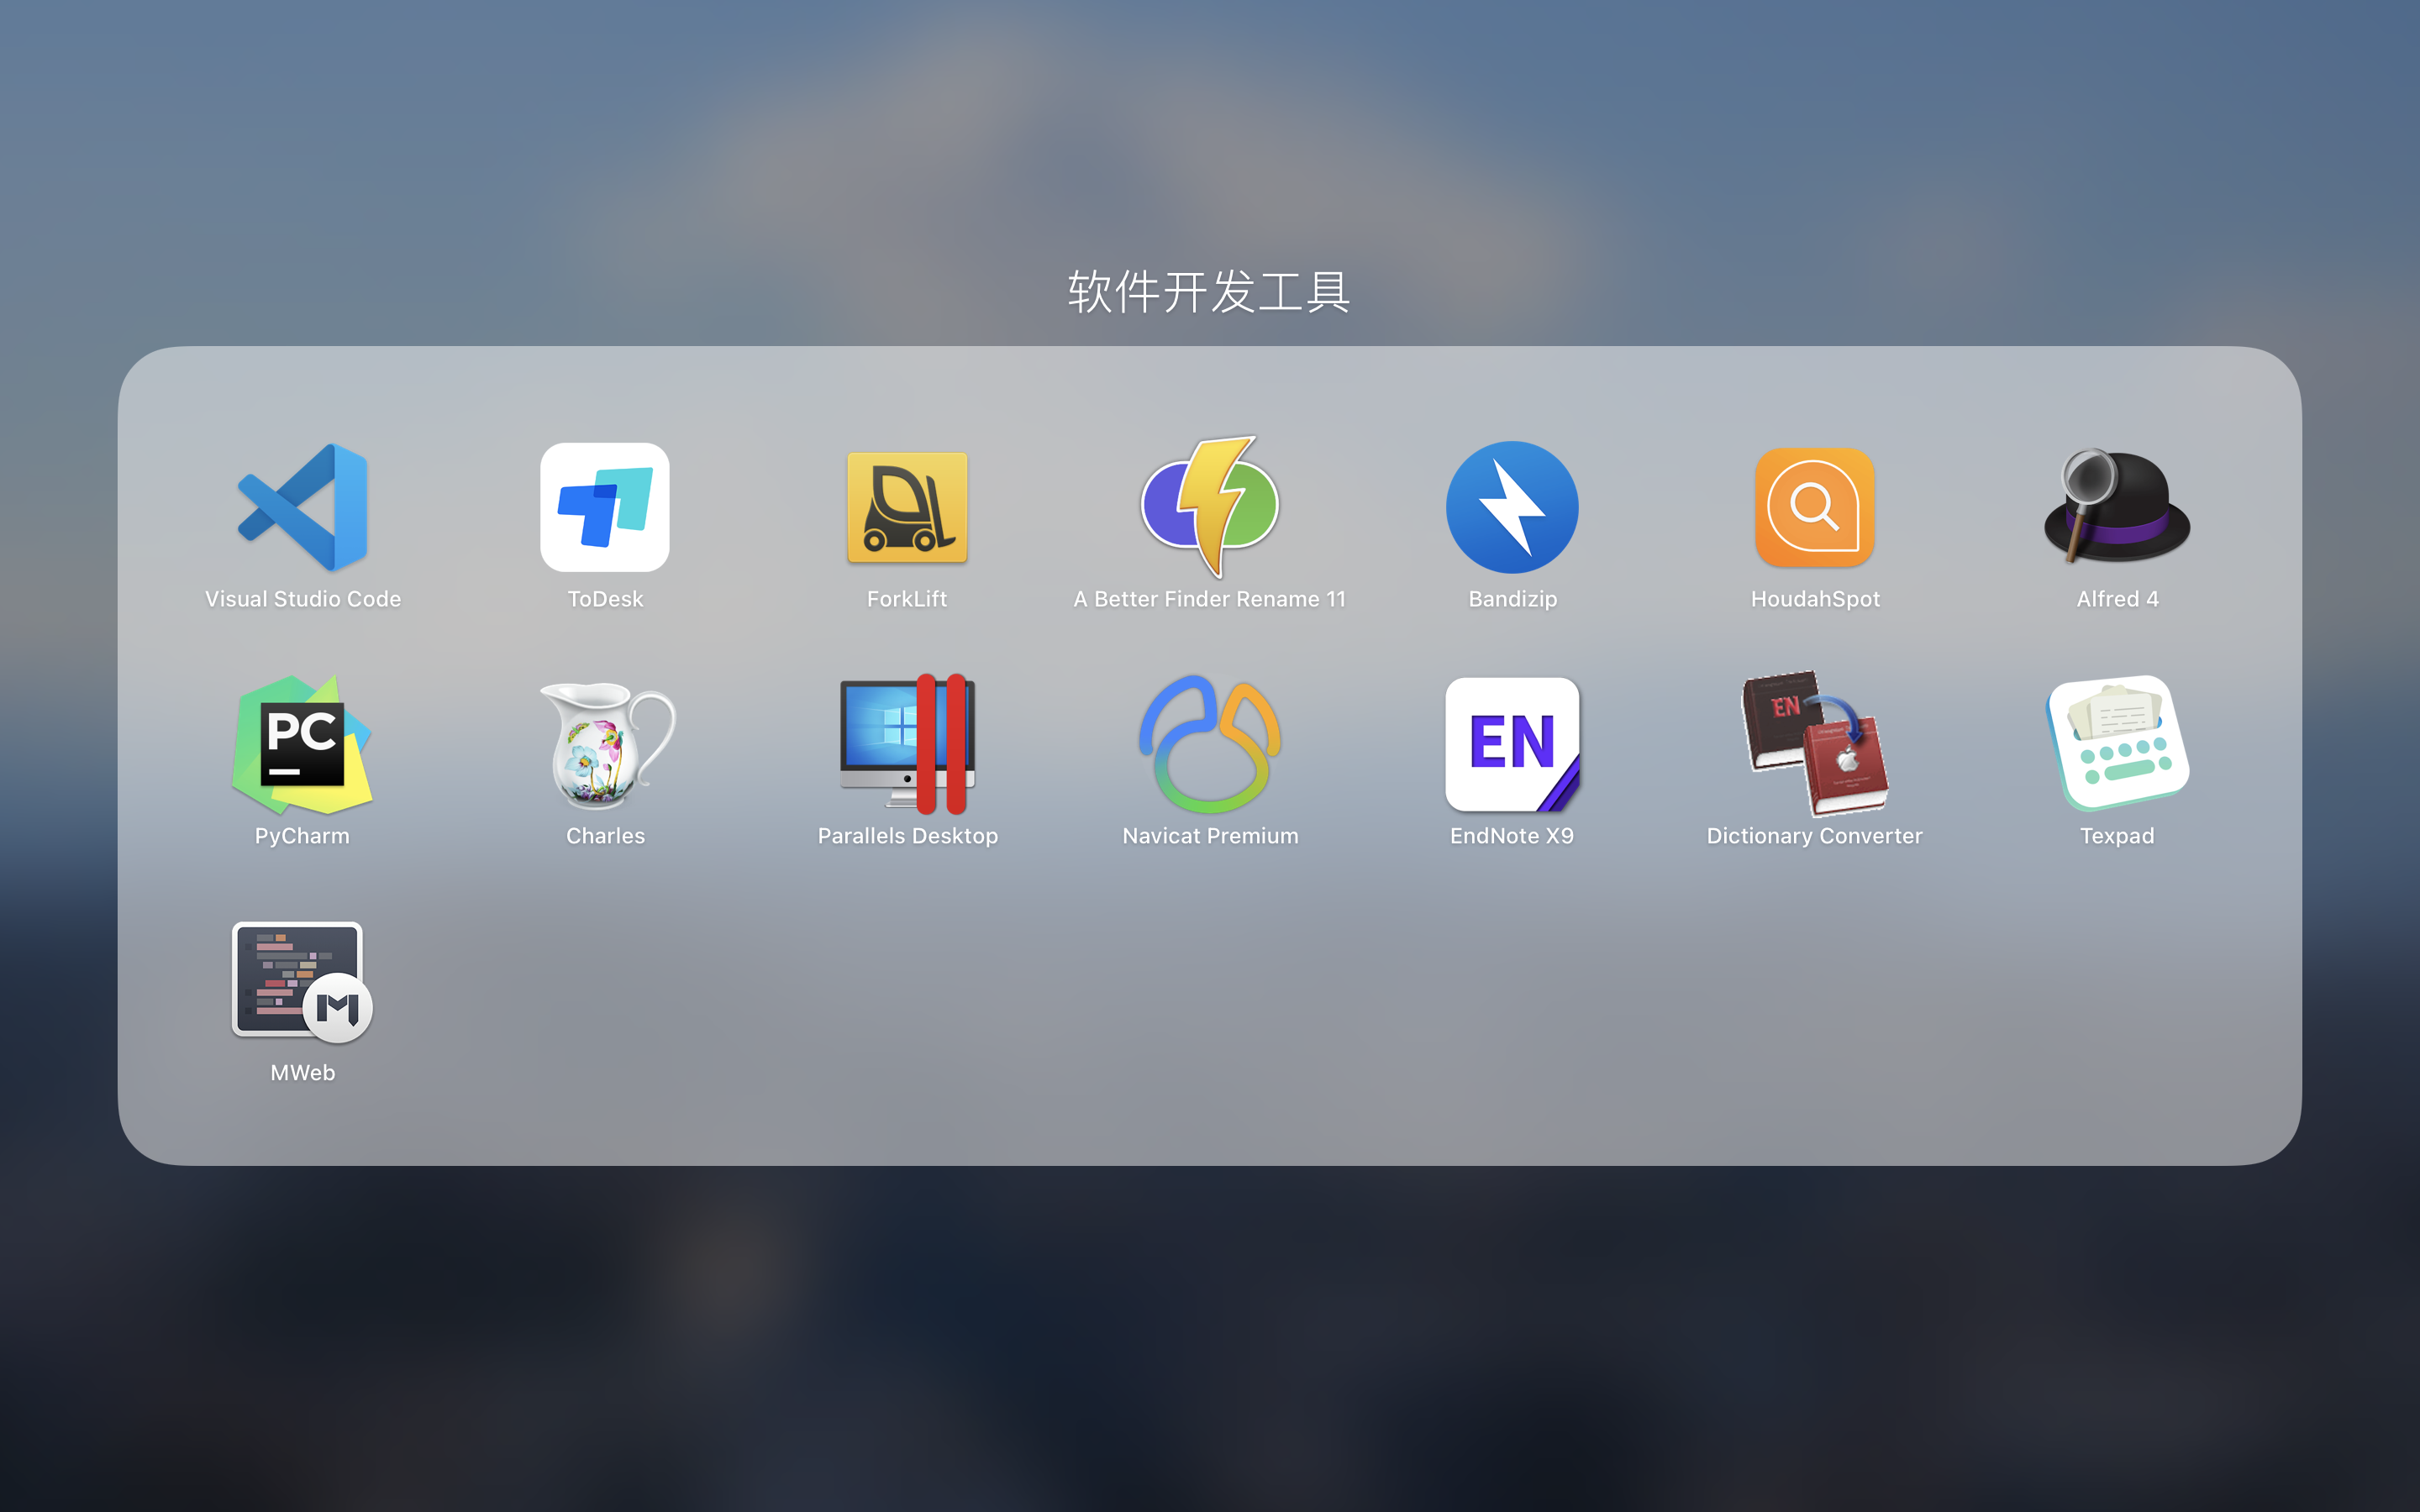 软件开发工具
Visual Studio Code
ToDesk
ForkLift
A Better Finder Rename 11
Bandizip
HoudahSpot
Alfred 4
PC
EN
EN
PyCharm
Charles
Parallels Desktop
Navicat Premium
EndNote X9
Dictionary Converter
Texpad
M
MWeb